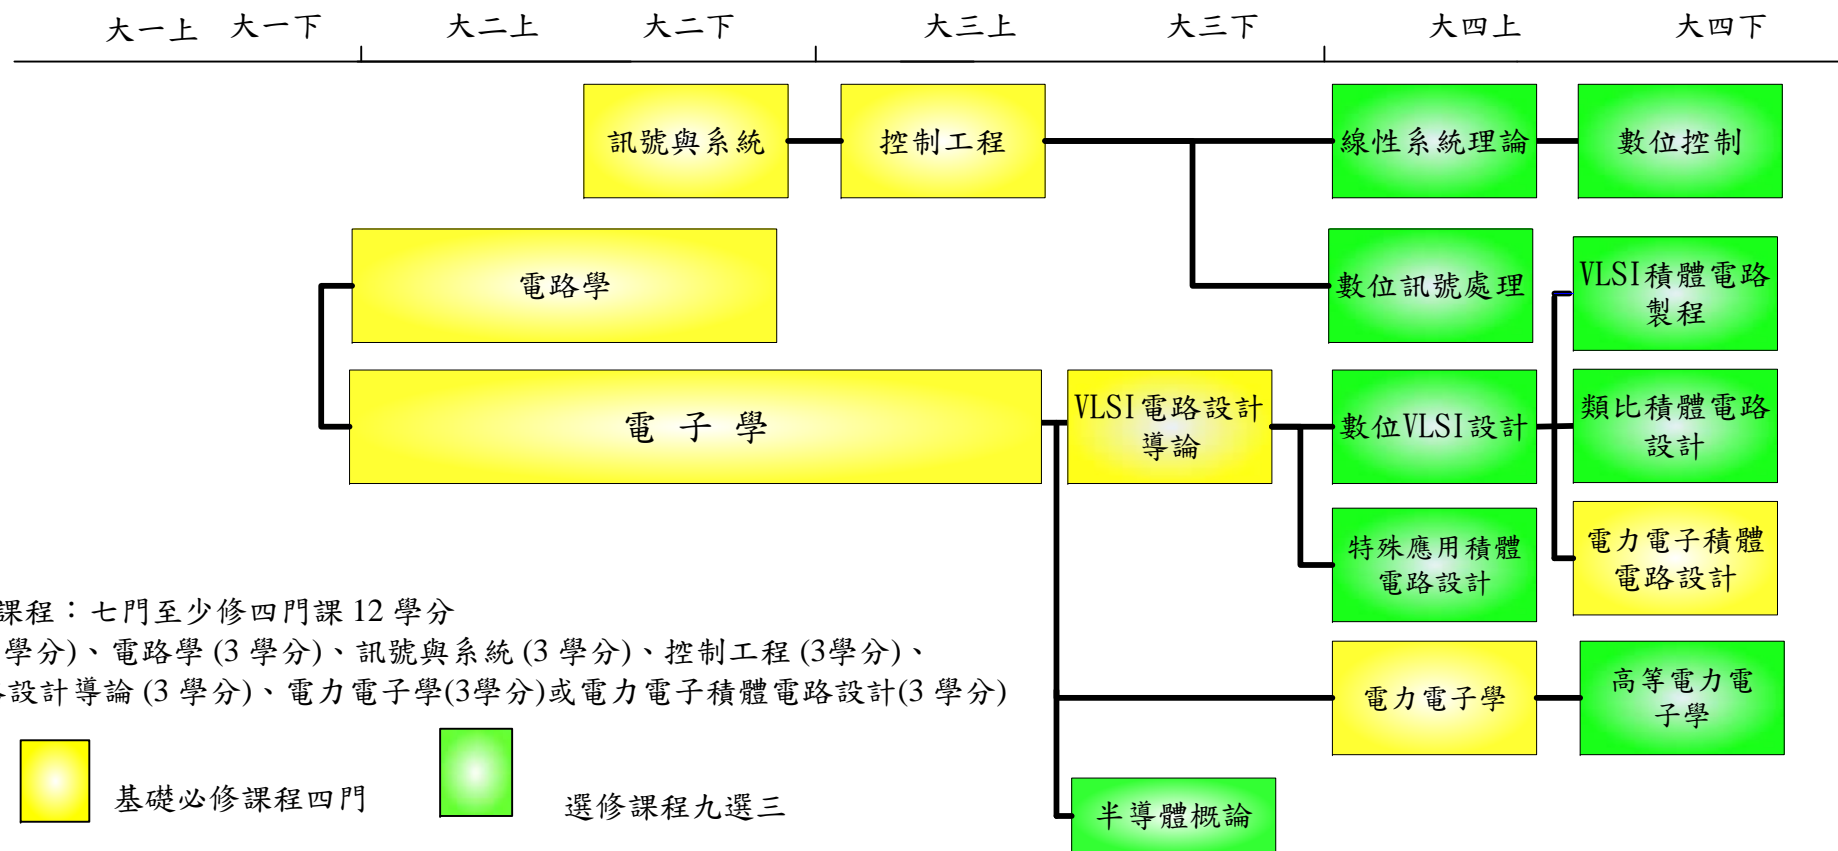 大一上 大一下 大二上 大二下 大三上 大三下 大四上 大四下
訊號與系統
控制工程
線性系統理論
數位控制
電路學
數位訊號處理
VLSI積體電路
製程
電 子 學
VLSI電路設計
導論
數位VLSI設計
類比積體電路
設計
特殊應用積體
電路設計
電力電子積體
電路設計
課程：七門至少修四門課 12 學分
學分)、電路學 (3 學分)、訊號與系統 (3 學分)、控制工程 (3學分)、
設計導論 (3 學分)、電力電子學(3學分)或電力電子積體電路設計(3 學分)
電力電子學
高等電力電
子學
基礎必修課程四門
選修課程九選三
半導體概論